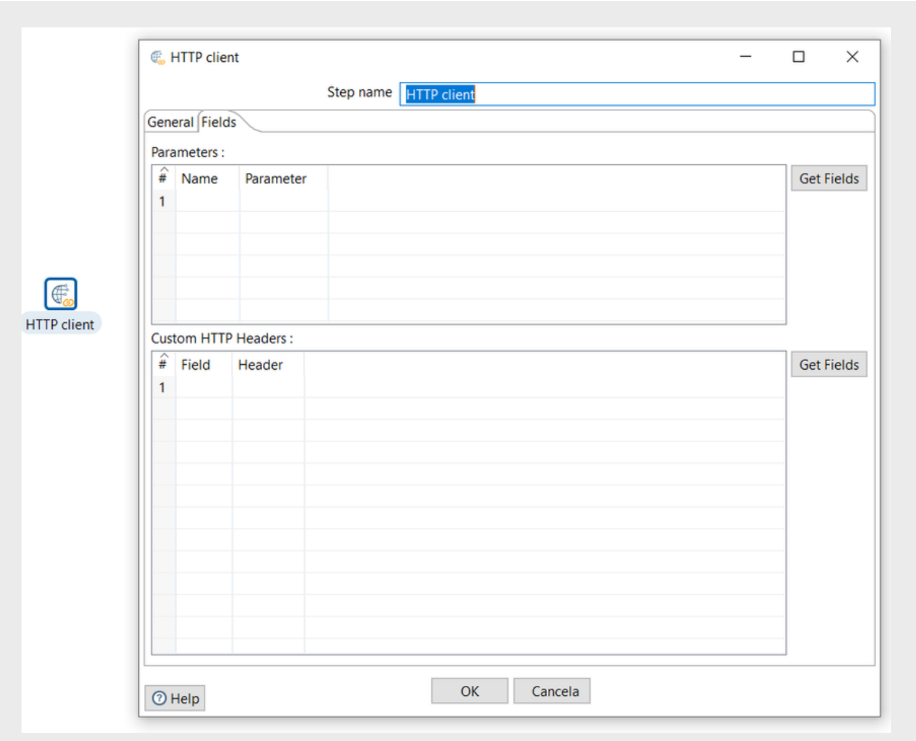 HTTP client
Step name HTTP client
General Fields
Parameters :
# Name Parameter Get Fields
1
HTTP client
Custom HTTP Headers :
# Field Header Get Fields
1
Help OK Cancela